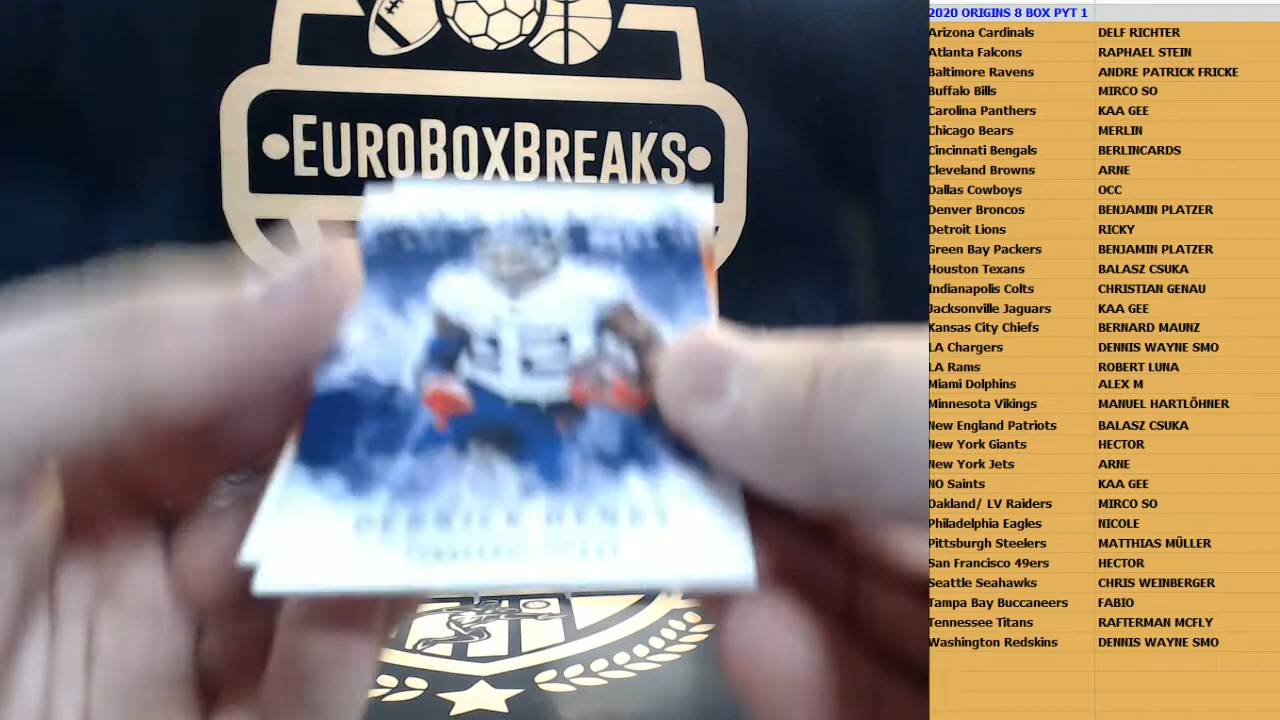 EUROBOXBREAKS
22
DERRICK HENRY
2020 ORIGINS 8 BOX PYT 1
Arizona Cardinals DELF RICHTER
Atlanta Falcons RAPHAEL STEIN
Baltimore Ravens ANDRE PATRICK FRICKE
Buffalo Bills MIRCO SO
Carolina Panthers KAA GEE
Chicago Bears MERLIN
Cincinnati Bengals BERLINCARDS
Cleveland Browns ARNE
Dallas Cowboys OCC
Denver Broncos BENJAMIN PLATZER
Detroit Lions RICKY
Green Bay Packers BENJAMIN PLATZER
Houston Texans BALASZ CSUKA
Indianapolis Colts CHRISTIAN GENAU
Jacksonville Jaguars KAA GEE
Kansas City Chiefs BERNARD MAUNZ
LA Chargers DENNIS WAYNE SMO
LA Rams ROBERT LUNA
Miami Dolphins ALEX M
Minnesota Vikings MANUEL HARTLÖHNER
New England Patriots BALASZ CSUKA
New York Giants HECTOR
New York Jets ARNE
NO Saints KAA GEE
Oakland/ LV Raiders MIRCO SO
Philadelphia Eagles NICOLE
Pittsburgh Steelers MATTHIAS MÜLLER
San Francisco 49ers HECTOR
Seattle Seahawks CHRIS WEINBERGER
Tampa Bay Buccaneers FABIO
Tennessee Titans RAFTERMAN MCFLY
Washington Redskins DENNIS WAYNE SMO